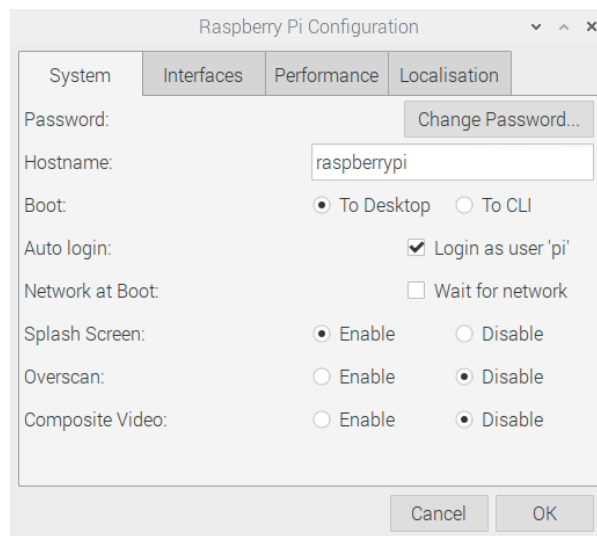 Raspberry Pi Configuration
System Interfaces Performance Localisation
Password: Change Password...
Hostname: raspberrypi
Boot: To Desktop To CLI
Auto login: Login as user 'pi'
Network at Boot: Wait for network
Splash Screen: Enable Disable
Overscan: Enable Disable
Composite Video: Enable Disable
Cancel OK